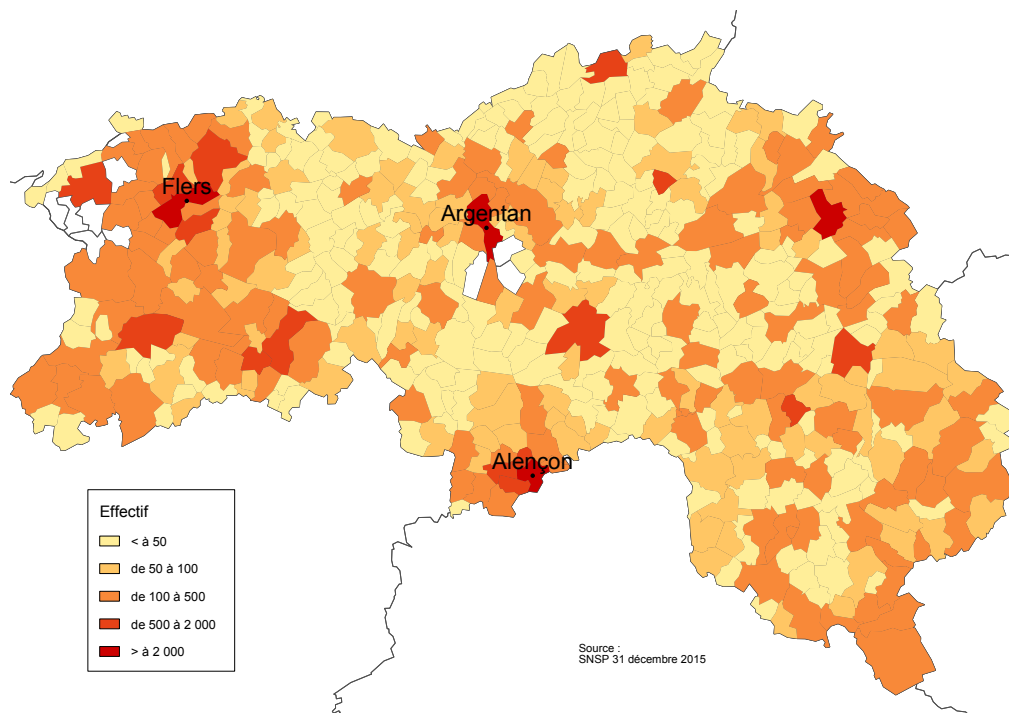 Flers
Argentan
Alençon
Effectif
< à 50
de 50 à 100
de 100 à 500
de 500 à 2 000
> à 2 000
Source :
SNSP 31 décembre 2015